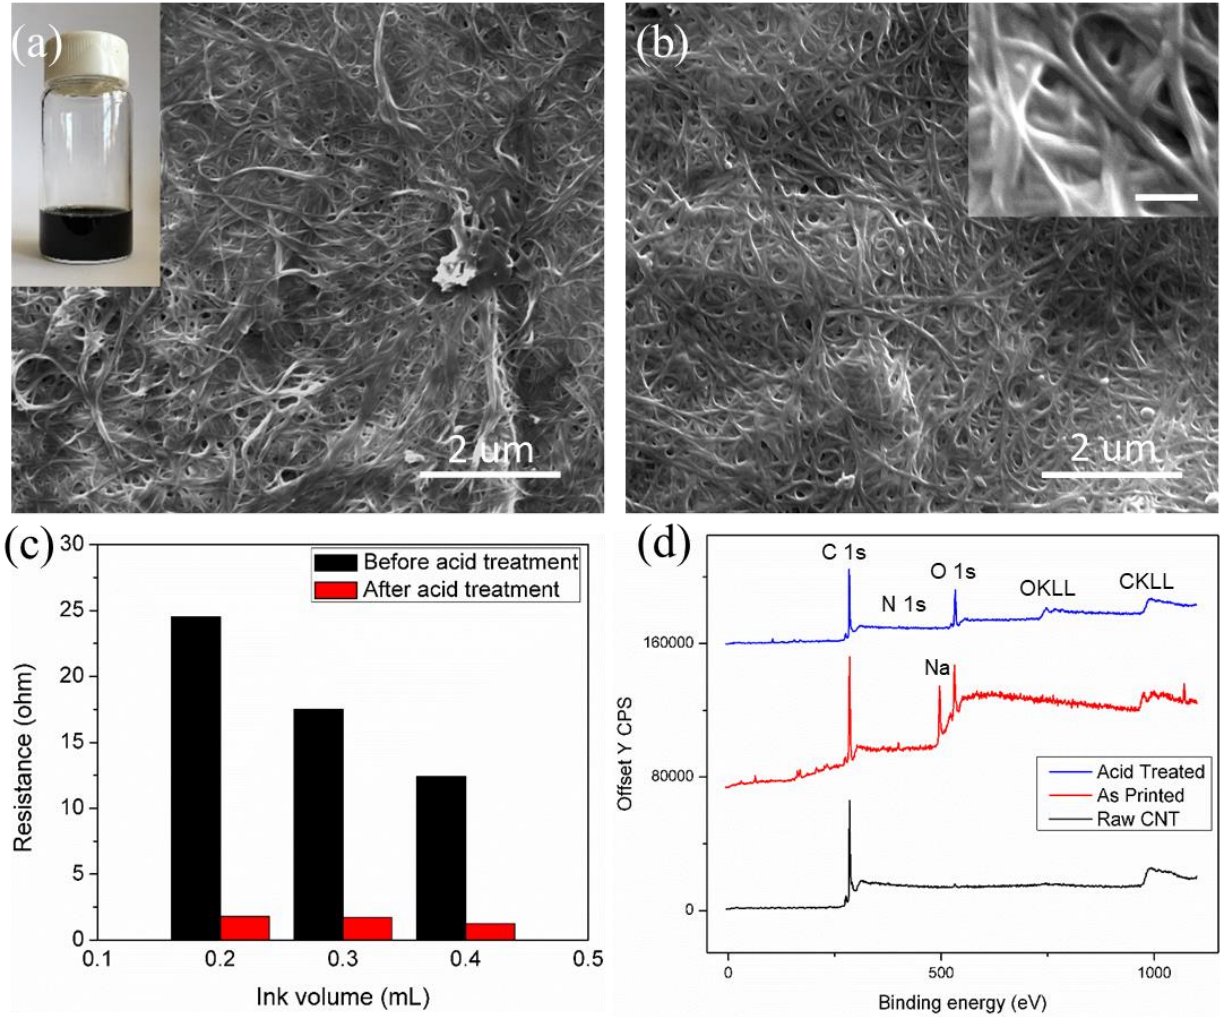 (a)
2 um
(b)
2 um
(c)
30
25
20
15
10
5
0
Resistance (ohm)
Before acid treatment
After acid treatment
0.1 0.2 0.3 0.4 0.5
Ink volume (mL)
(d)
C 1s
N 1s
O 1s
OKLL
CKLL
Na
160000
80000
0
Offset Y CPS
Acid Treated
As Printed
Raw CNT
0 500 1000
Binding energy (eV)